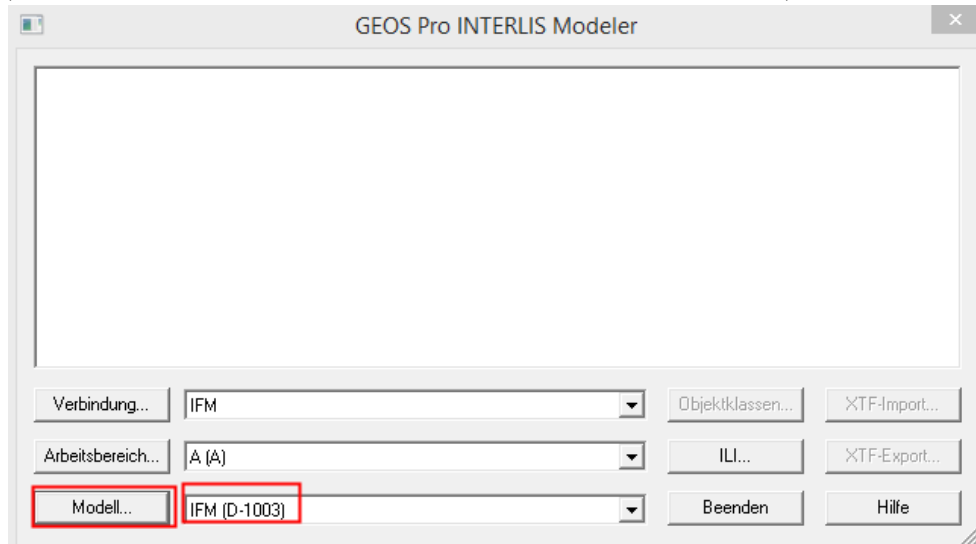 GEOS Pro INTERLIS Modeler
Verbindung... IFM Objektklassen... XTF-Import...
Arbeitsbereich... A (A) ILI... XTF-Export...
Modell... IFM (D-1003) Beenden Hilfe